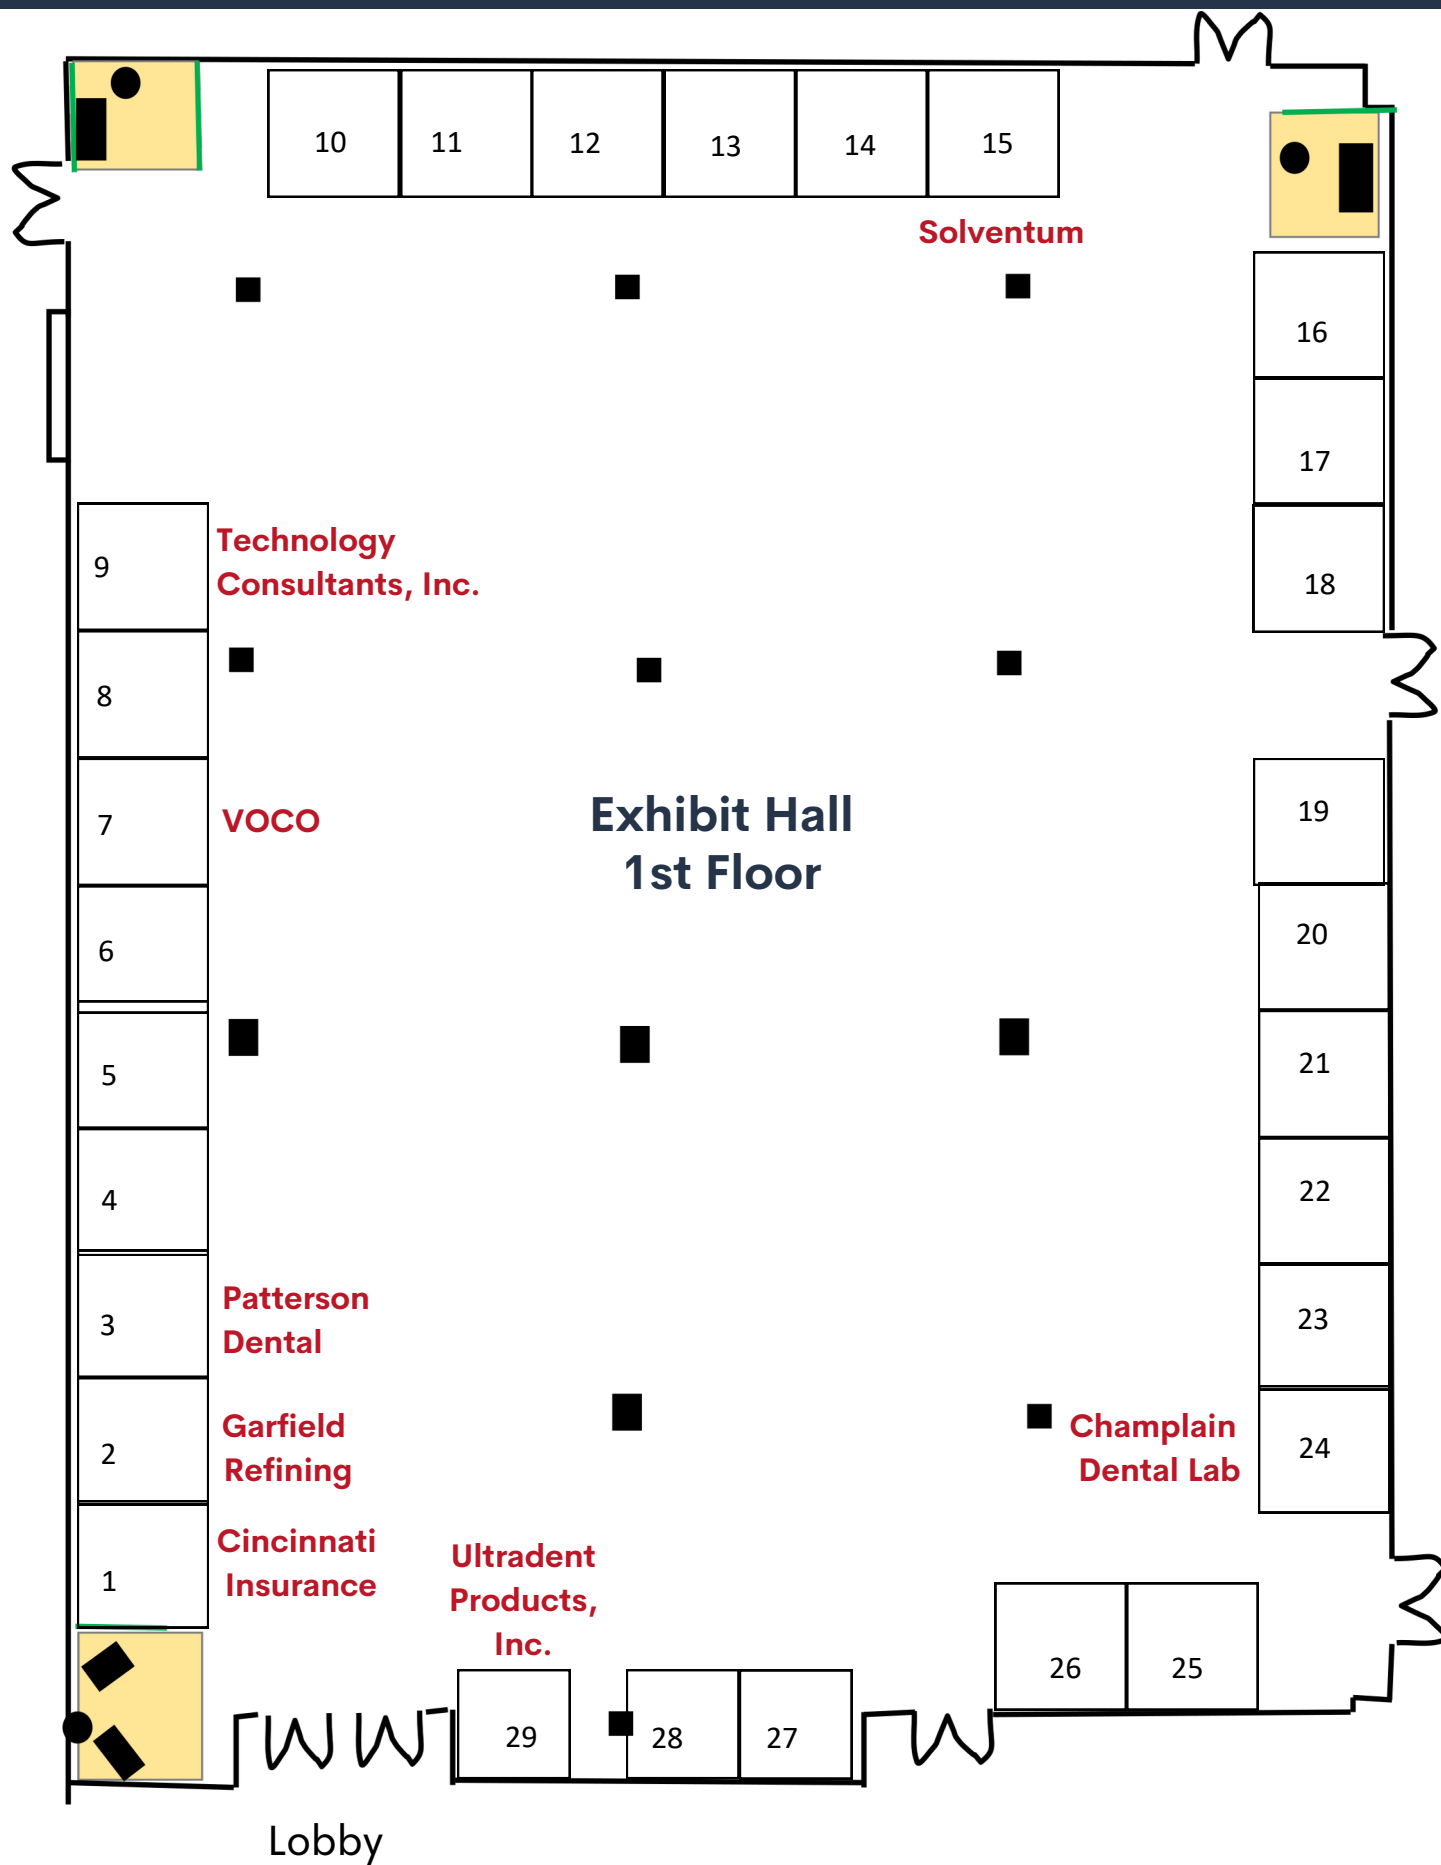 10
11
12
13
14
15
Solventum
16
17
18
9
Technology
Consultants, Inc.
8
7
VOCO
Exhibit Hall
1st Floor
19
20
6
5
21
4
22
3
Patterson
Dental
23
2
Garfield
Refining
Champlain
Dental Lab
24
1
Cincinnati
Insurance
Ultradent
Products,
Inc.
26
25
29
28
27
Lobby